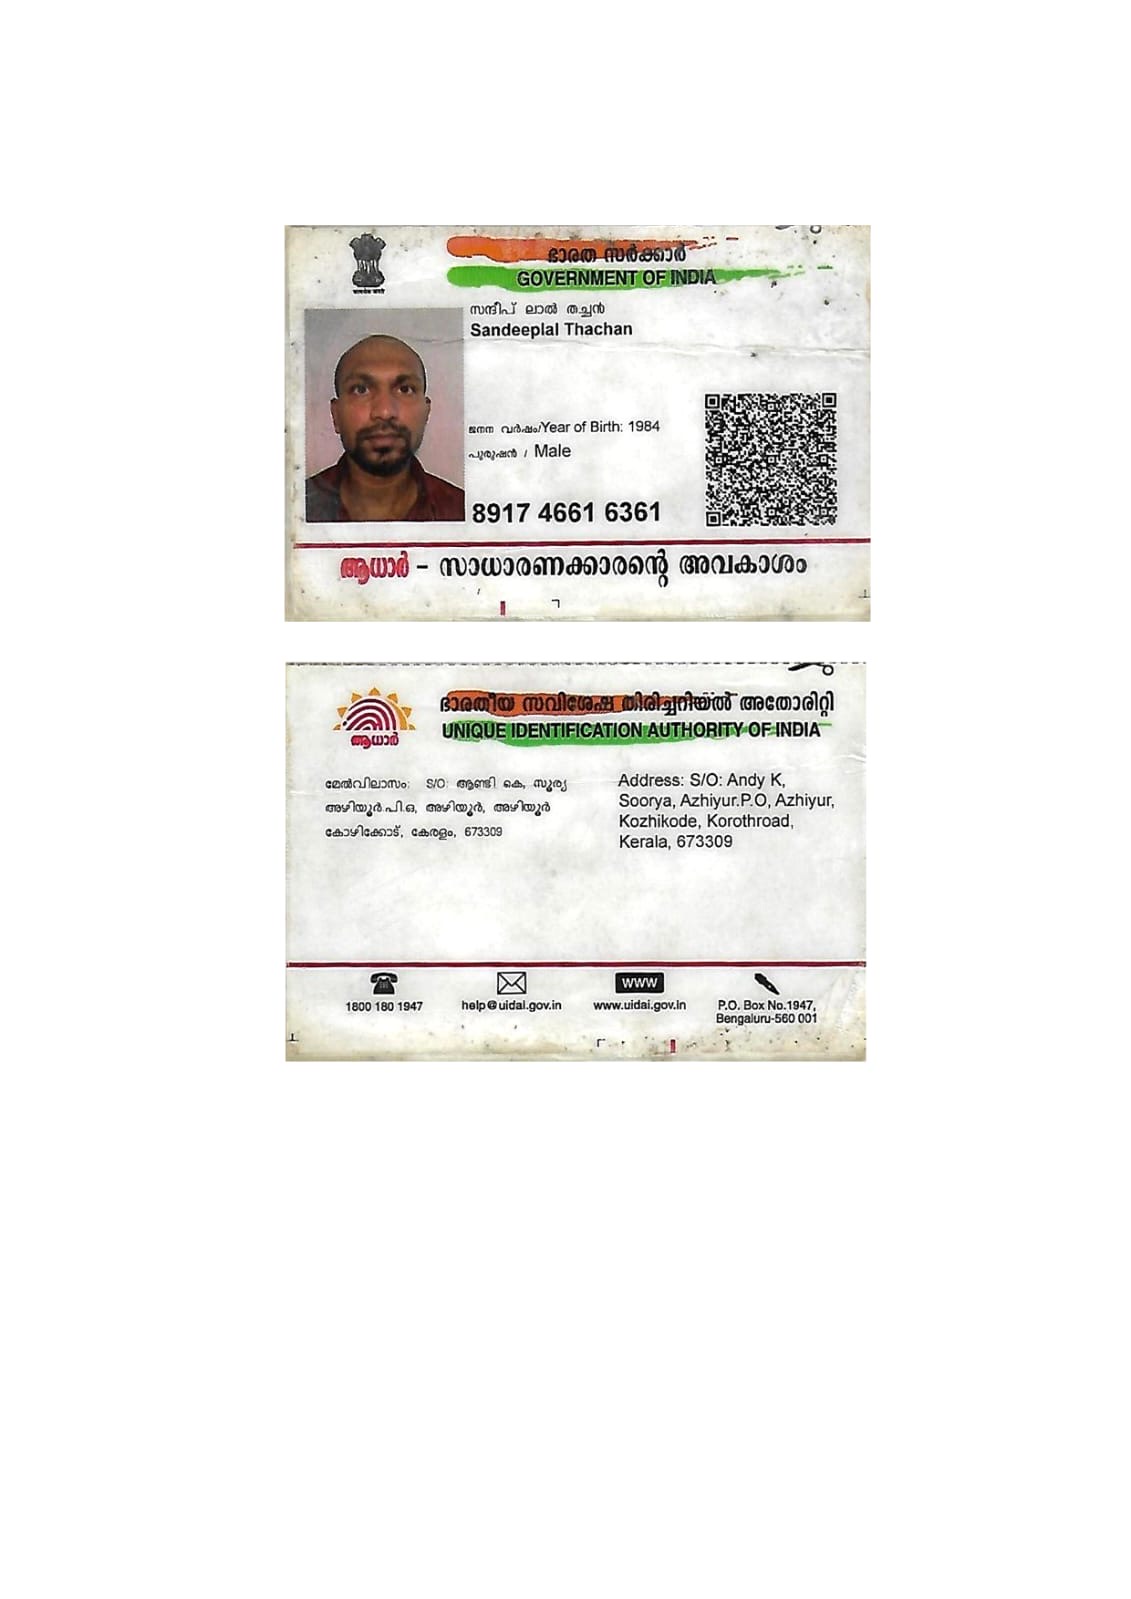 ഭാരത സർക്കാർ
GOVERNMENT OF INDIA
സന്ദീപ് ലാൽ തച്ചൻ
Sandeeplal Thachan
ജനന വർഷം/Year of Birth: 1984
പുരുഷൻ / Male
8917 4661 6361
ആധാർ - സാധാരണക്കാരന്റെ അവകാശം
ഭാരതീയ സവിശേഷ തിരിച്ചറിയൽ അതോരിറ്റി
UNIQUE IDENTIFICATION AUTHORITY OF INDIA
ആധാർ
മേൽവിലാസം: S/O: ആണ്ടി കെ, സൂര്യ
അഴിയൂർ.പി.ഒ, അഴിയൂർ, അഴിയൂർ
കോഴിക്കോട്, കേരളം, 673309
Address: S/O: Andy K,
Soorya, Azhiyur.P.O, Azhiyur,
Kozhikode, Korothroad,
Kerala, 673309
1800 180 1947
help@uidai.gov.in
WWW
www.uidai.gov.in
P.O. Box No.1947,
Bengaluru-560 001